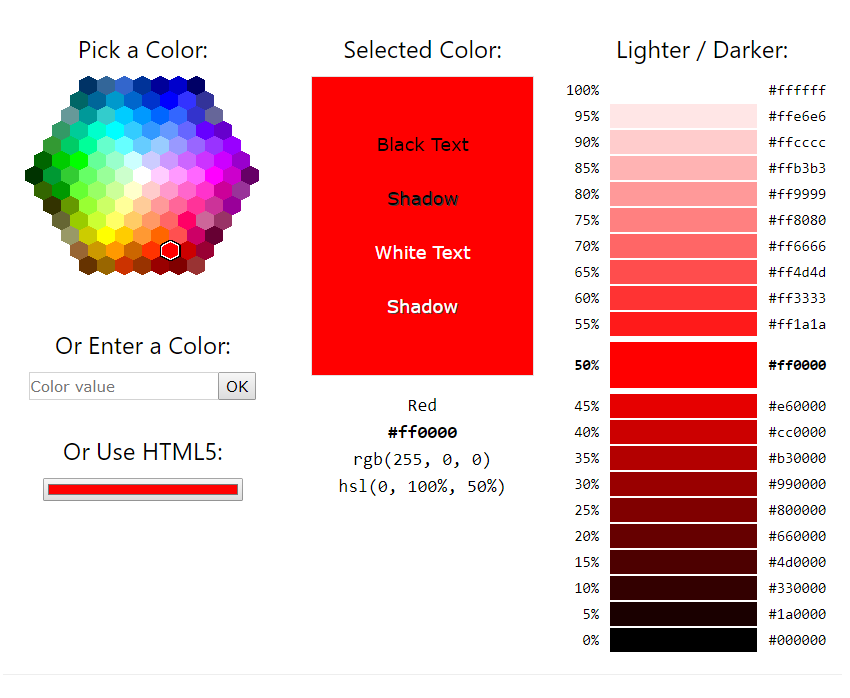 Pick a Color:
Or Enter a Color:
Color value OK
Or Use HTML5:
Selected Color:
Black Text
Shadow
White Text
Shadow
Red
#ff0000
rgb(255, 0, 0)
hsl(0, 100%, 50%)
Lighter / Darker:
100% #ffffff
95% #ffe6e6
90% #ffcccc
85% #ffb3b3
80% #ff9999
75% #ff8080
70% #ff6666
65% #ff4d4d
60% #ff3333
55% #ff1a1a
50% #ff0000
45% #e60000
40% #cc0000
35% #b30000
30% #990000
25% #800000
20% #660000
15% #4d0000
10% #330000
5% #1a0000
0% #000000